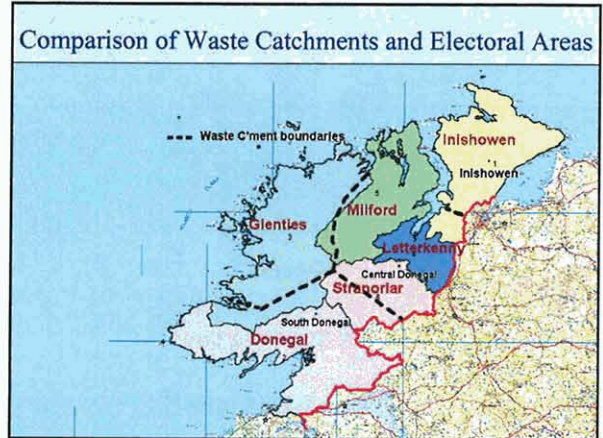 Comparison of Waste Catchments and Electoral Areas
Waste C'ment boundaries
Inishowen
Inishowen
Glenties
Milford
Letterkenny
Central Donegal
Stranorlar
South Donegal
Donegal